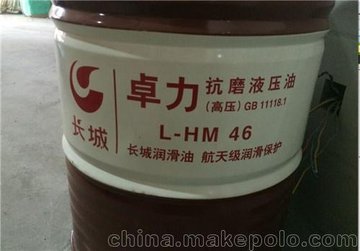 长城
卓力
抗磨液压油
(高压) GB 11118.1
L-HM 46
长城润滑油 航天级润滑保护
china.makepolo.com